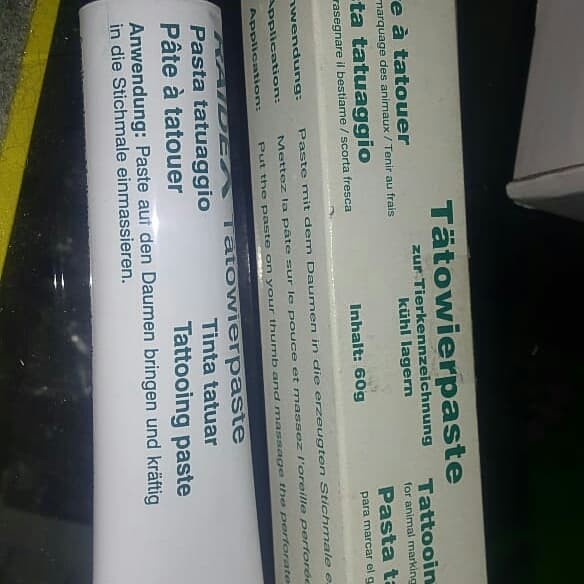 KAIDEX Tätowierpaste
Pasta tatuaggio Tinta tatuar
Pâte à tatouer Tattooing paste
Anwendung: Paste auf den Daumen bringen und kräftig
in die Stichmale einmassieren.
Tätowierpaste
zur Tierkennzeichnung
kühl lagern
Inhalt: 60g
e à tatouer
marquage des animaux / Tenir au frais
ta tatuaggio
rasegnare il bestiame / scorta fresca
Tattooin
for animal marking
Pasta t
para marcar el
nwendung: Paste mit dem Daumen in die erzeugten Stichmale e
Application: Mettez la pâte sur le pouce et massez l'oreille perforée
Application: Put the paste on your thumb and massage the perforate